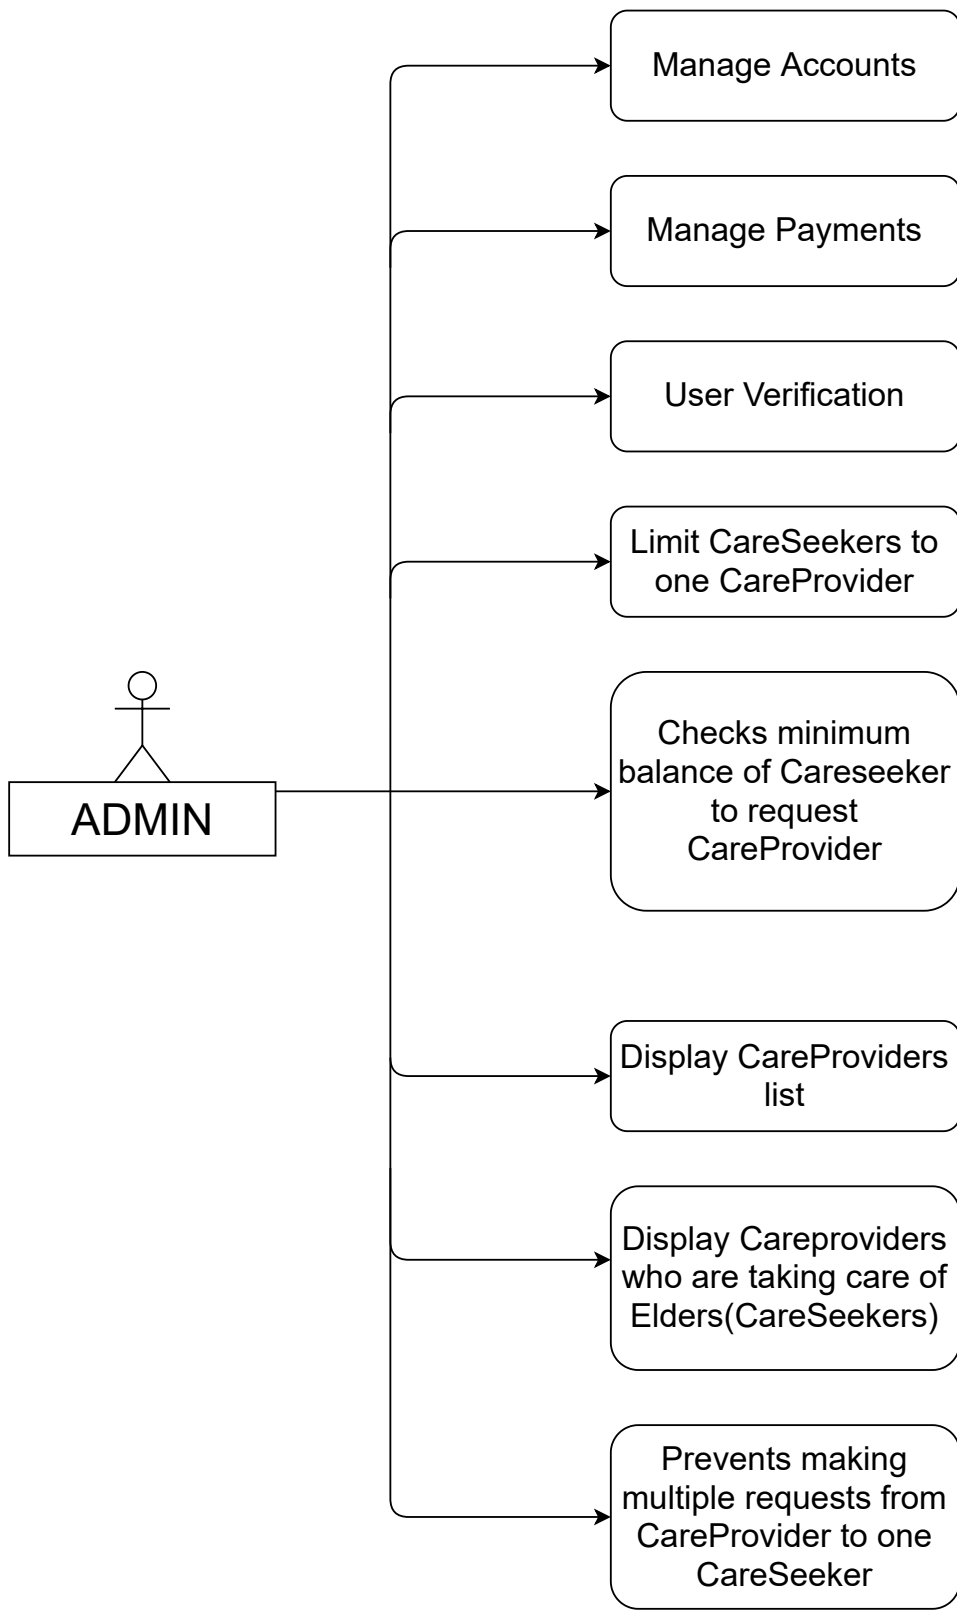 Manage Accounts
Manage Payments
User Verification
Limit CareSeekers to
one CareProvider
ADMIN
Checks minimum
balance of Careseeker
to request
CareProvider
Display CareProviders
list
Display Careproviders
who are taking care of
Elders(CareSeekers)
Prevents making
multiple requests from
CareProvider to one
CareSeeker